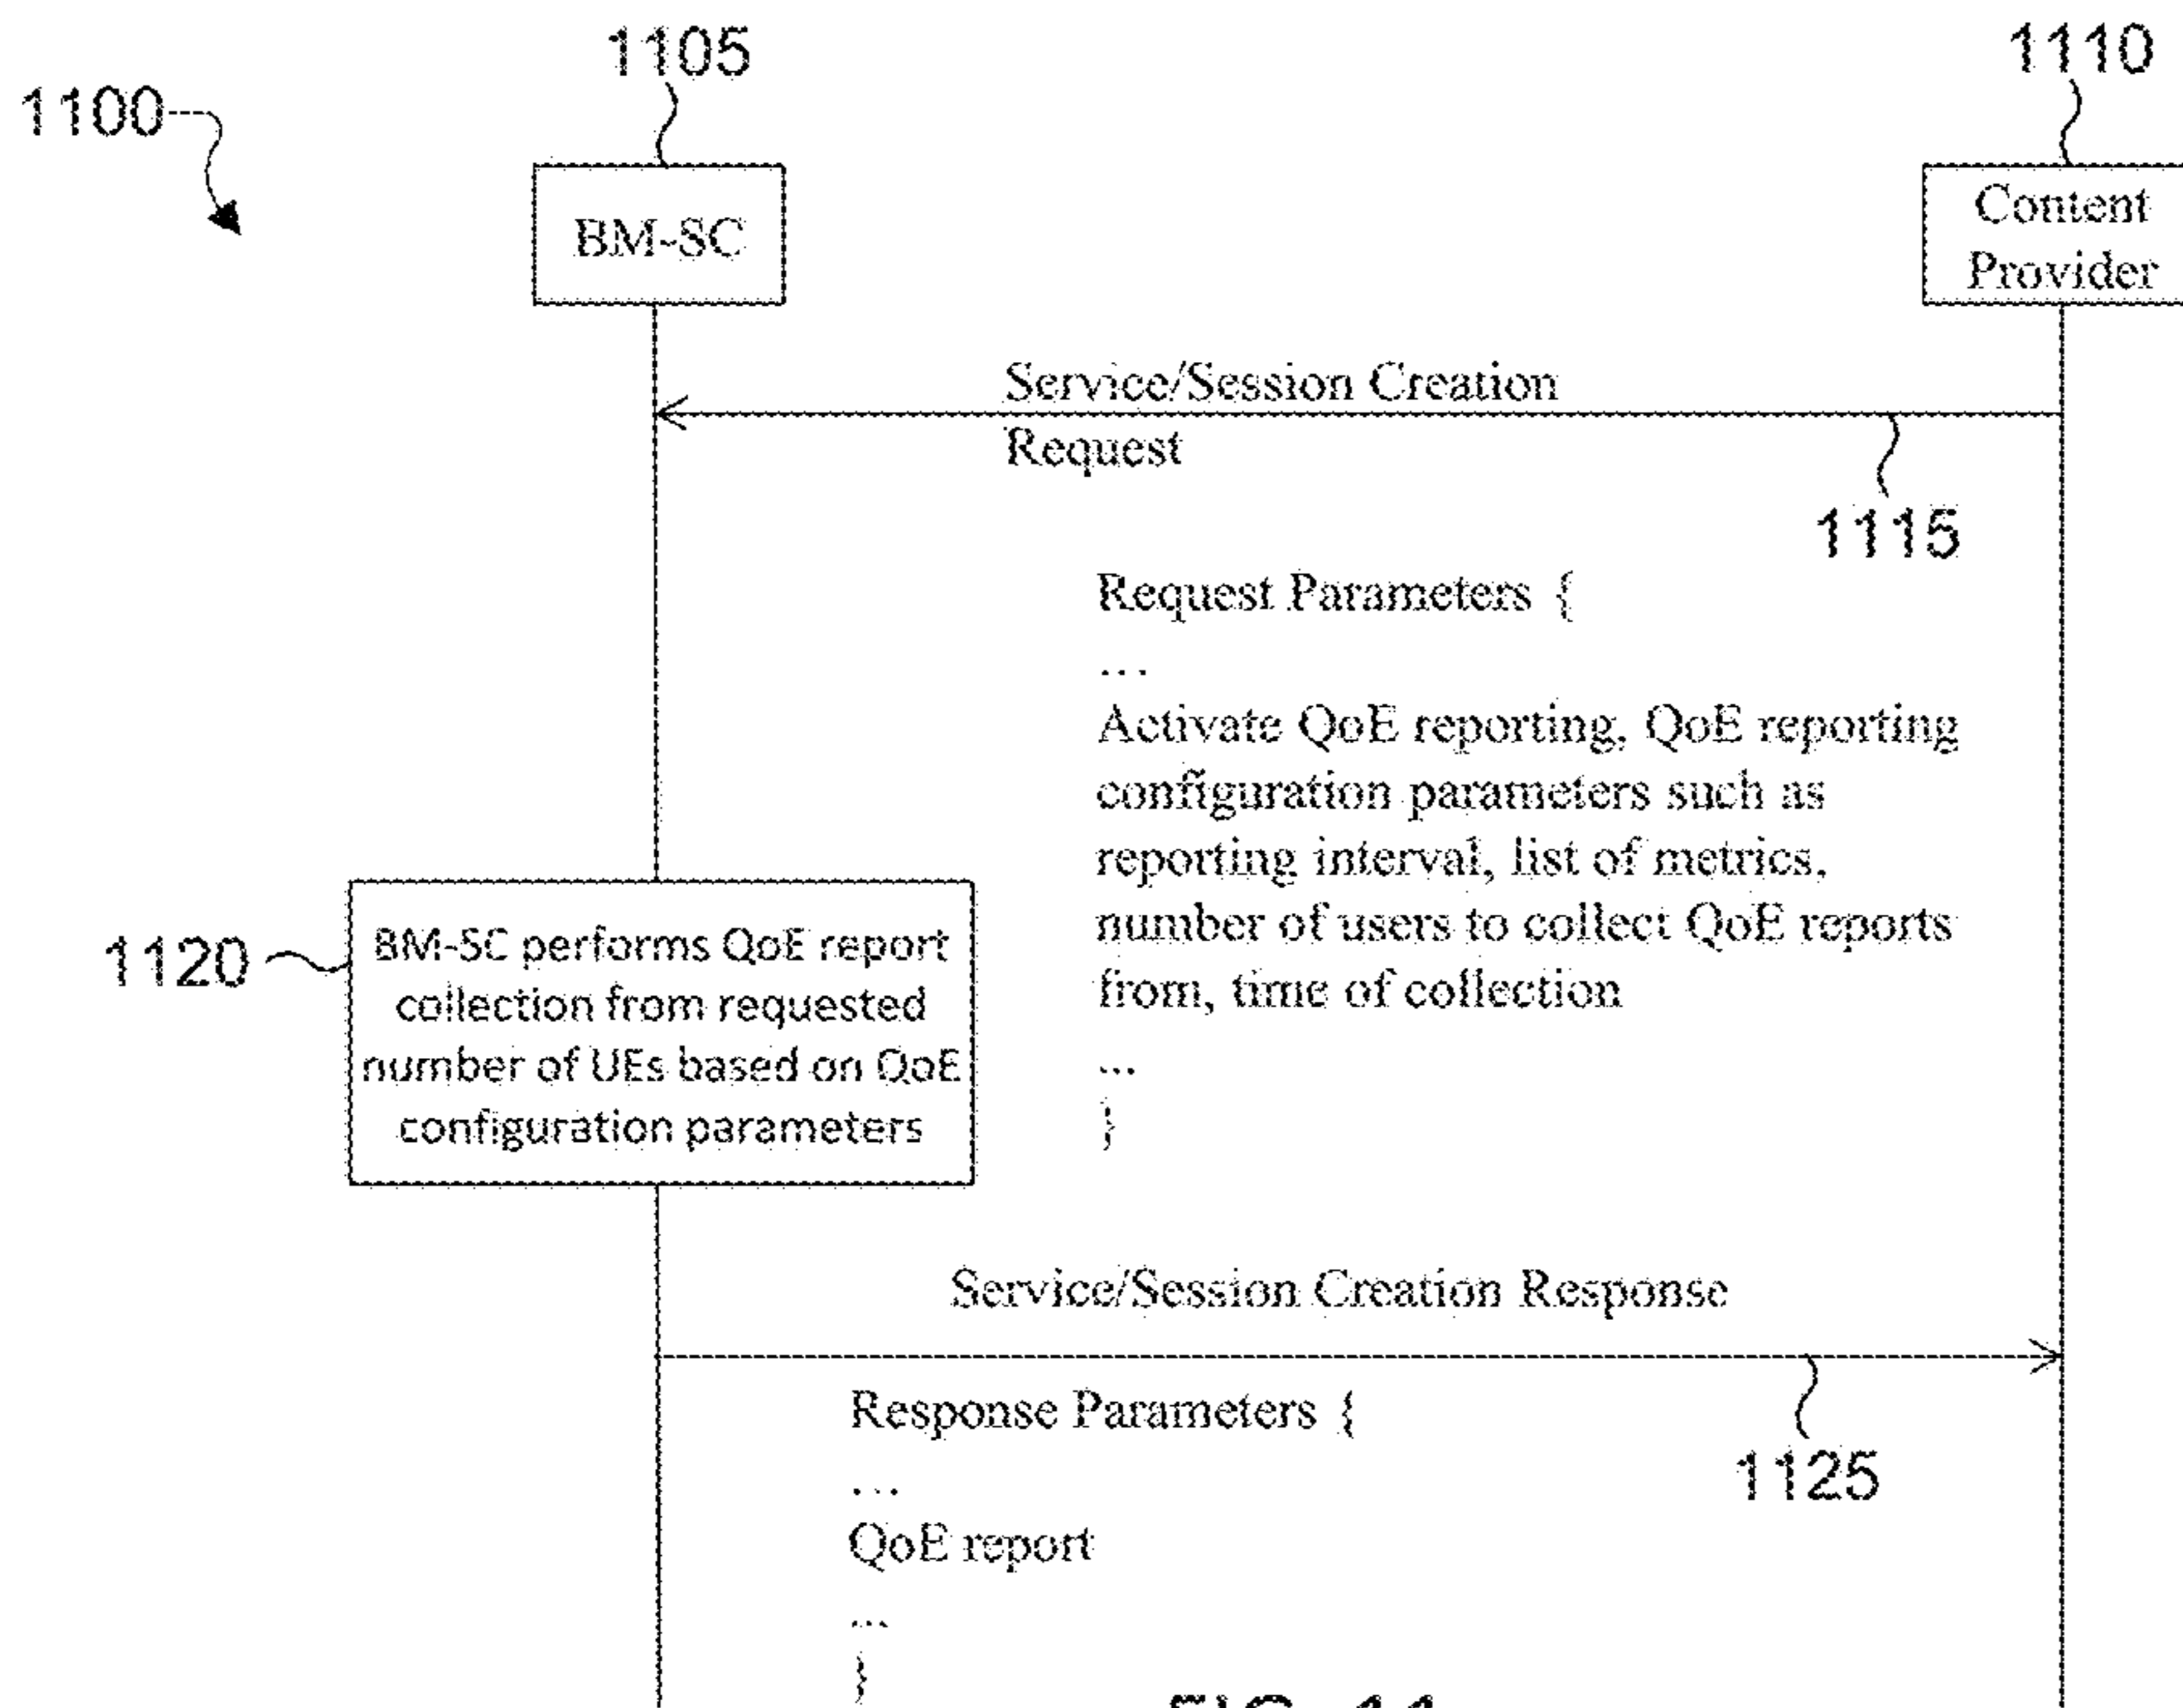 1105
1110
1100
BM-SC
Content
Provider
Service/Session Creation
Request
1115
Request Parameters {
...
Activate QoE reporting, QoE reporting
configuration parameters such as
reporting interval, list of metrics,
number of users to collect QoE reports
from, time of collection
...
}
1120
BM-SC performs QoE report
collection from requested
number of UEs based on QoE
configuration parameters
Service/Session Creation Response
1125
Response Parameters {
...
QoE report
...
}
FIG. 11